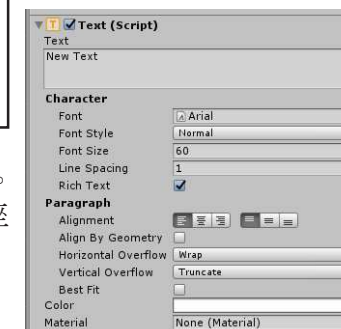 Text (Script)
Text
New Text
Character
Font Arial
Font Style Normal
Font Size 60
Line Spacing 1
Rich Text
Paragraph
Alignment
Align By Geometry
Horizontal Overflow Wrap
Vertical Overflow Truncate
Best Fit
Color
Material None (Material)